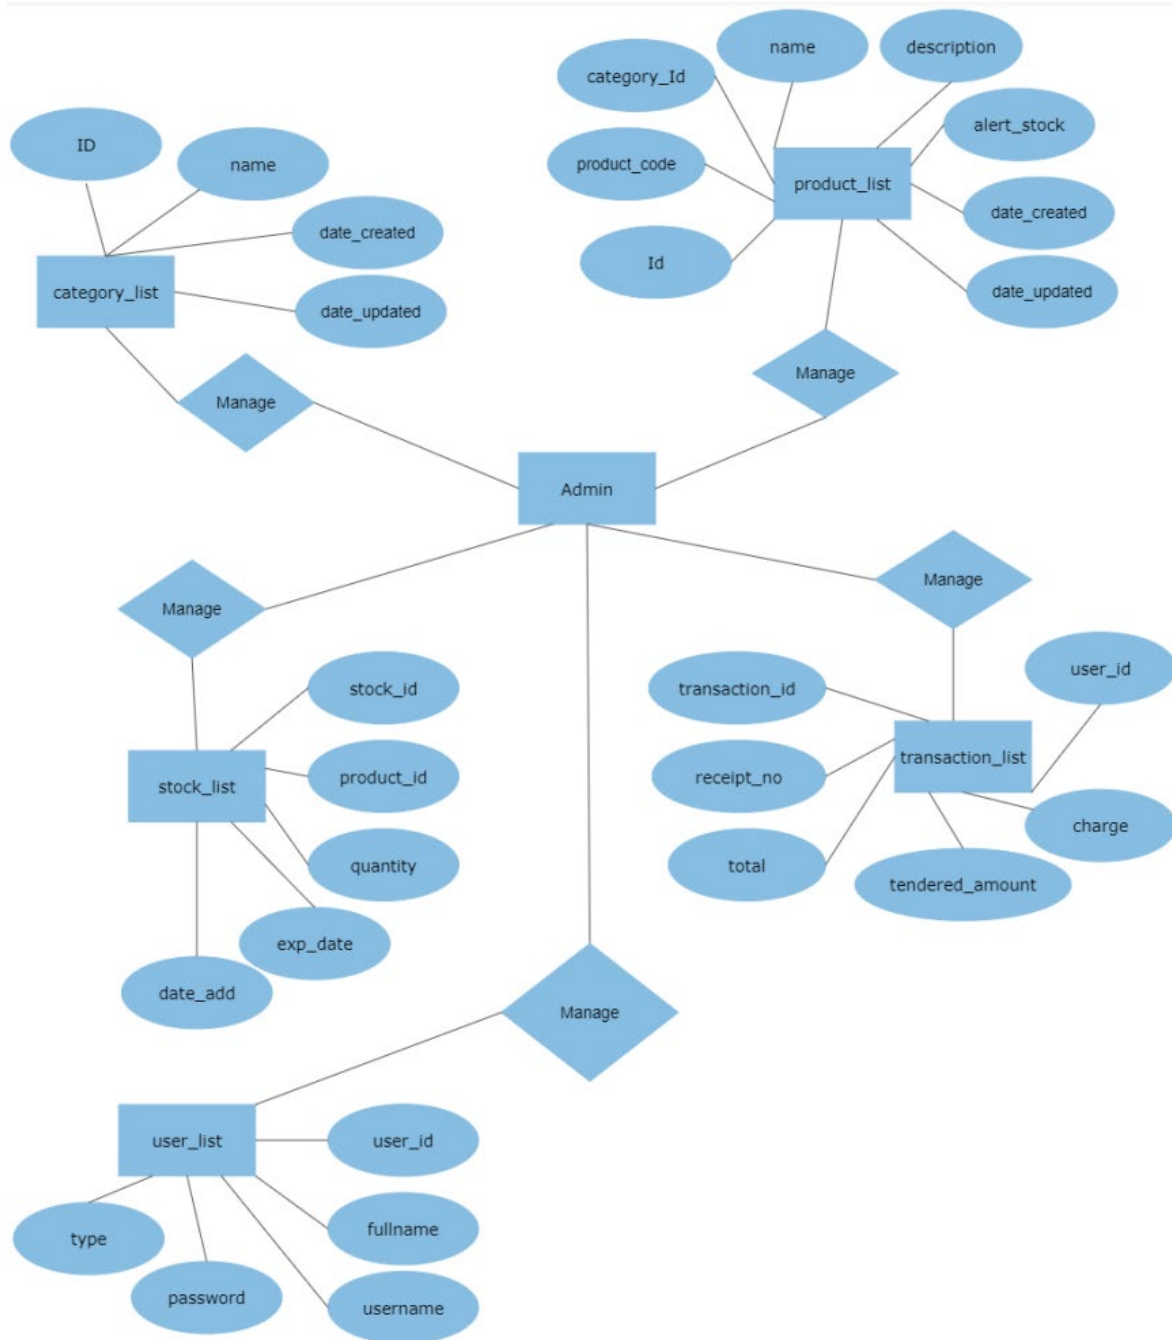 name
description
category_Id
alert_stock
ID
name
product_code
product_list
date_created
date_created
Id
category_list
date_updated
date_updated
Manage
Manage
Admin
Manage
Manage
stock_id
transaction_id
user_id
stock_list
product_id
receipt_no
transaction_list
quantity
total
charge
tendered_amount
exp_date
date_add
Manage
user_list
user_id
type
fullname
password
username